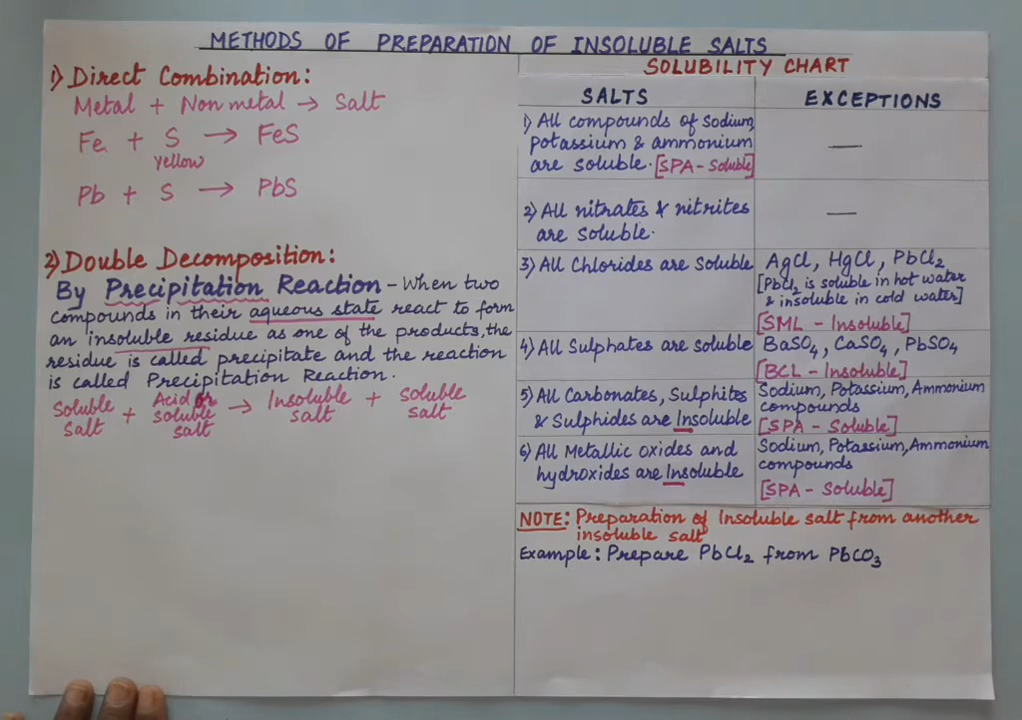 METHODS OF PREPARATION OF INSOLUBLE SALTS
1) Direct Combination:
Metal + Non metal → Salt
Fe + S → FeS
Yellow
Pb + S → PbS
2) Double Decomposition:
By Precipitation Reaction - When two
compounds in their aqueous state react to form
an insoluble residue as one of the products, the
residue is called precipitate and the reaction
is called Precipitation Reaction.
Soluble salt + Acid or soluble salt → Insoluble salt + Soluble salt
SOLUBILITY CHART
SALTS
EXCEPTIONS
1) All compounds of Sodium,
potassium & ammonium
are soluble. [SPA - Soluble]
—
2) All nitrates & nitrites
are soluble.
—
3) All Chlorides are Soluble
AgCl, HgCl, PbCl2
[PbCl2 is soluble in hot water
& insoluble in cold water]
[SML - Insoluble]
4) All Sulphates are soluble
BaSO4, CaSO4, PbSO4
[BCL - Insoluble]
5) All Carbonates, Sulphites
& Sulphides are Insoluble
Sodium, Potassium, Ammonium
compounds
[SPA - Soluble]
6) All Metallic oxides and
hydroxides are Insoluble
Sodium, Potassium, Ammonium
compounds
[SPA - Soluble]
NOTE: Preparation of Insoluble salt from another
insoluble salt
Example: Prepare PbCl2 from PbCO3